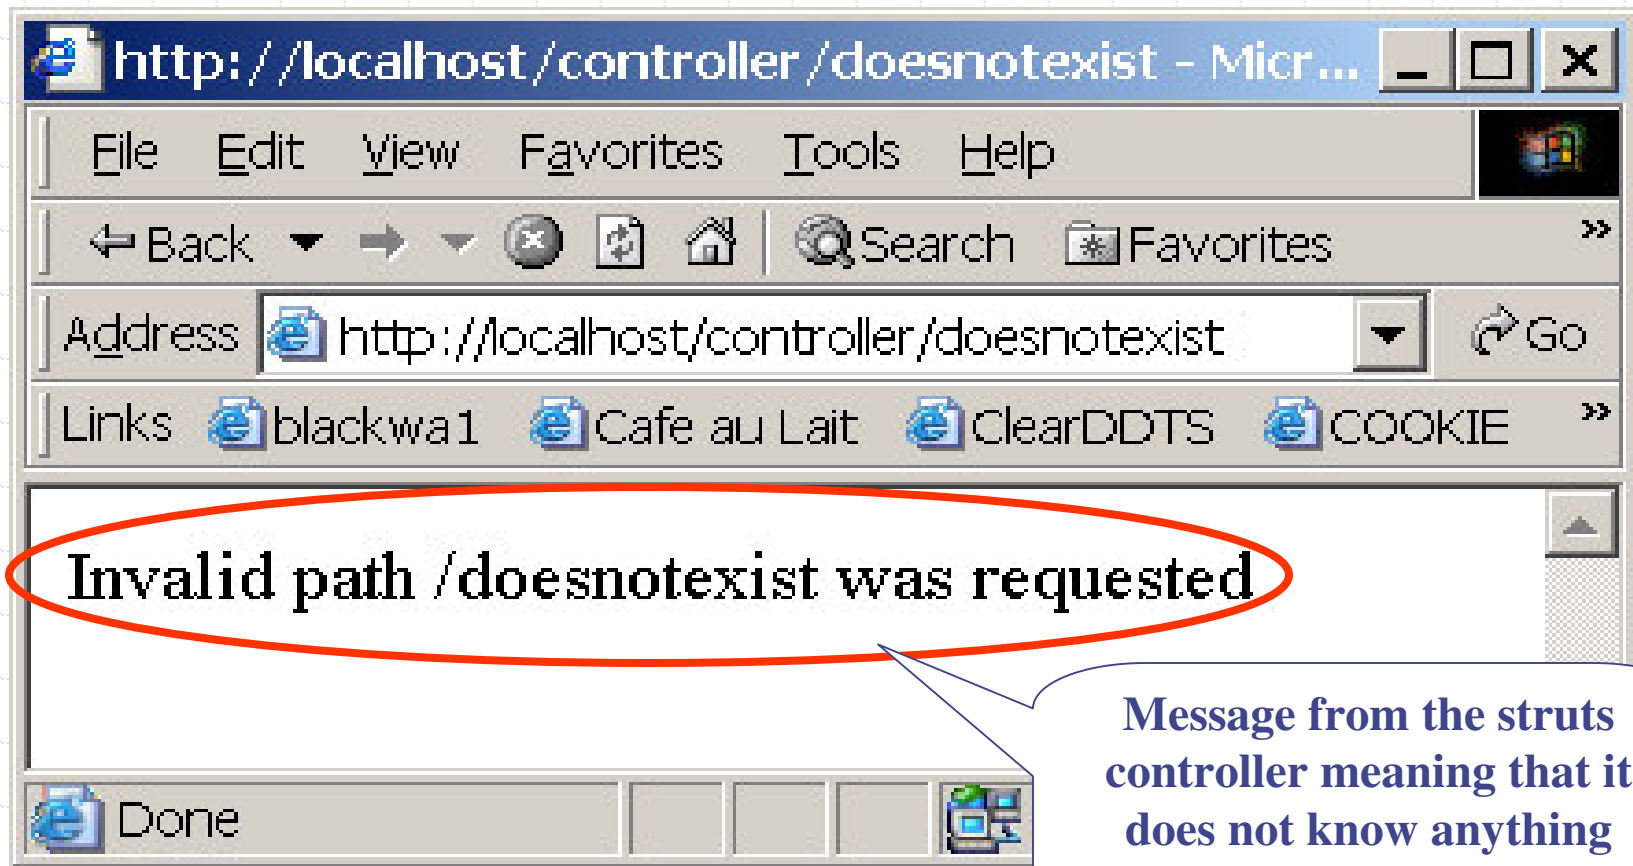 http://localhost/controller/doesnotexist - Micr...
File Edit View Favorites Tools Help
Back Search Favorites »
Address http://localhost/controller/doesnotexist Go
Links blackwa1 Cafe au Lait ClearDDTS COOKIE »
Invalid path /doesnotexist was requested
Message from the struts
controller meaning that it
does not know anything
Done